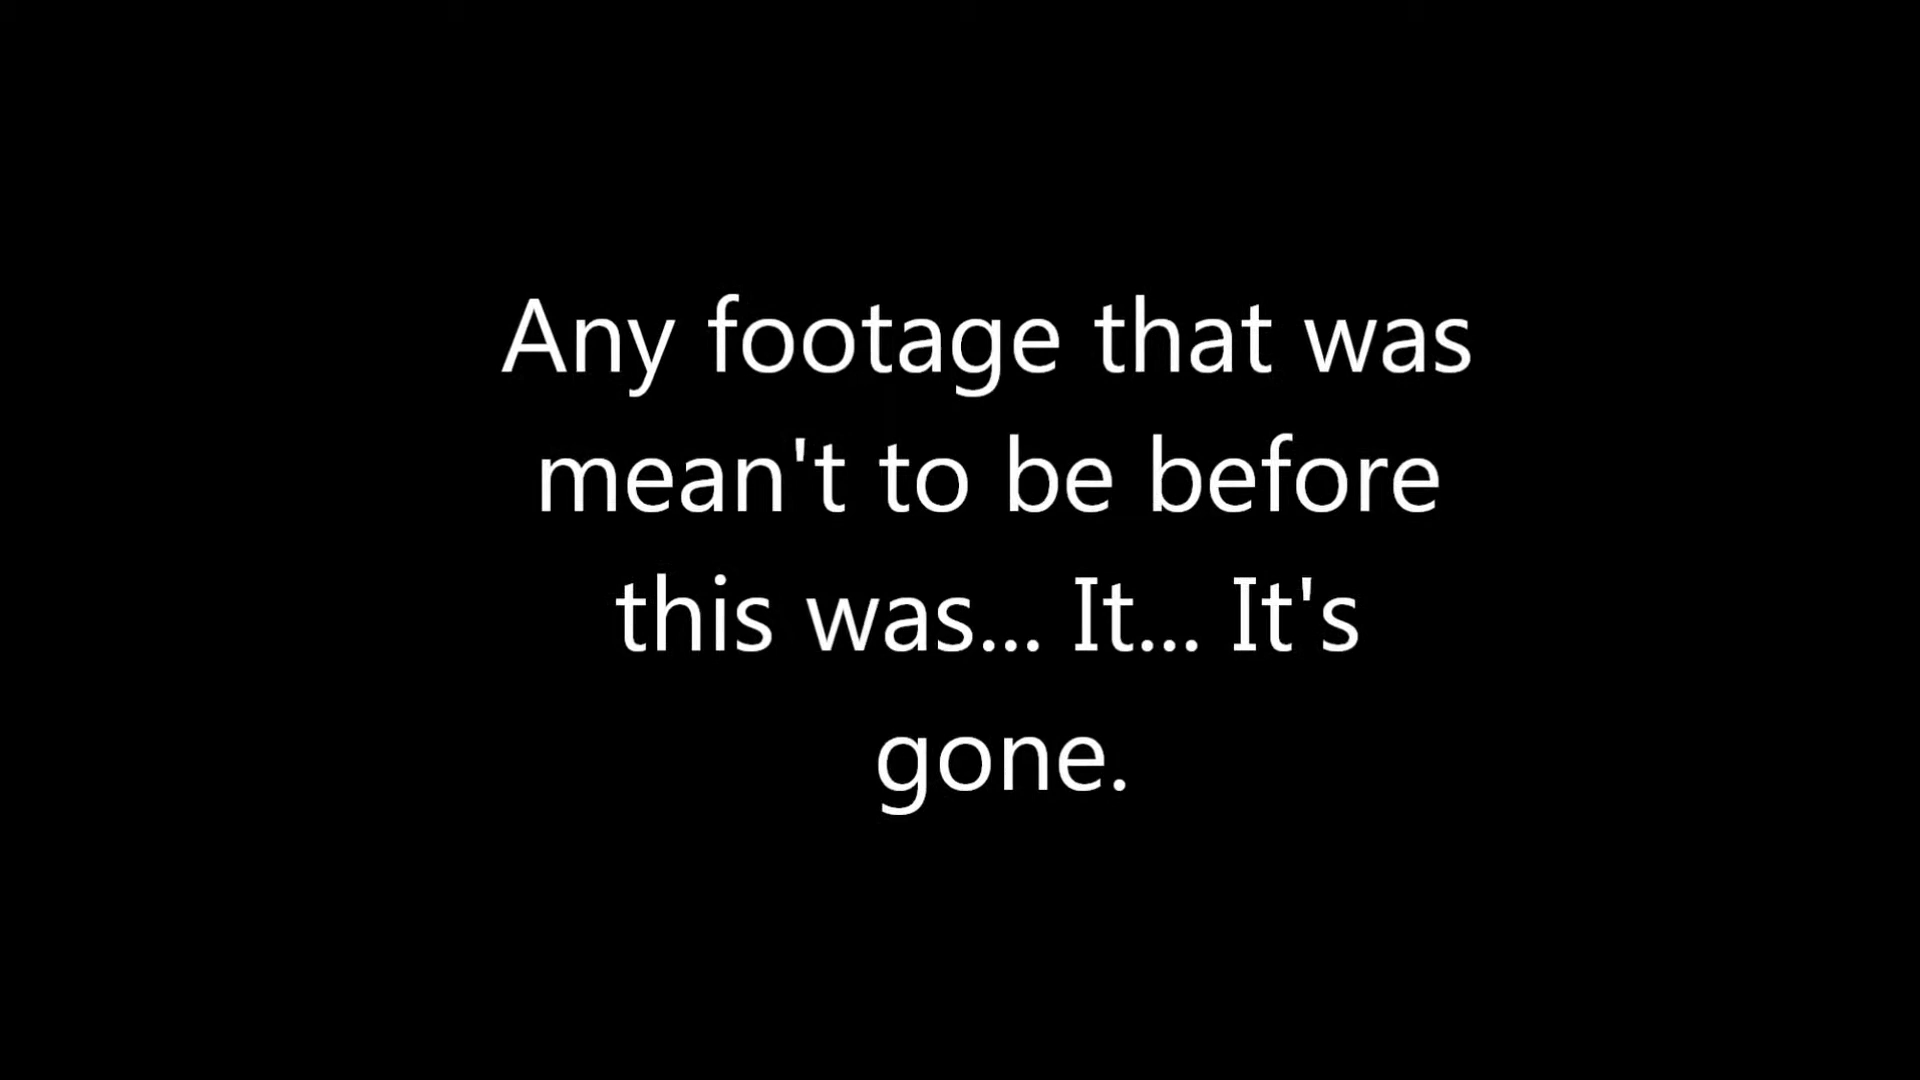 Any footage that was
mean't to be before
this was... It... It's
gone.